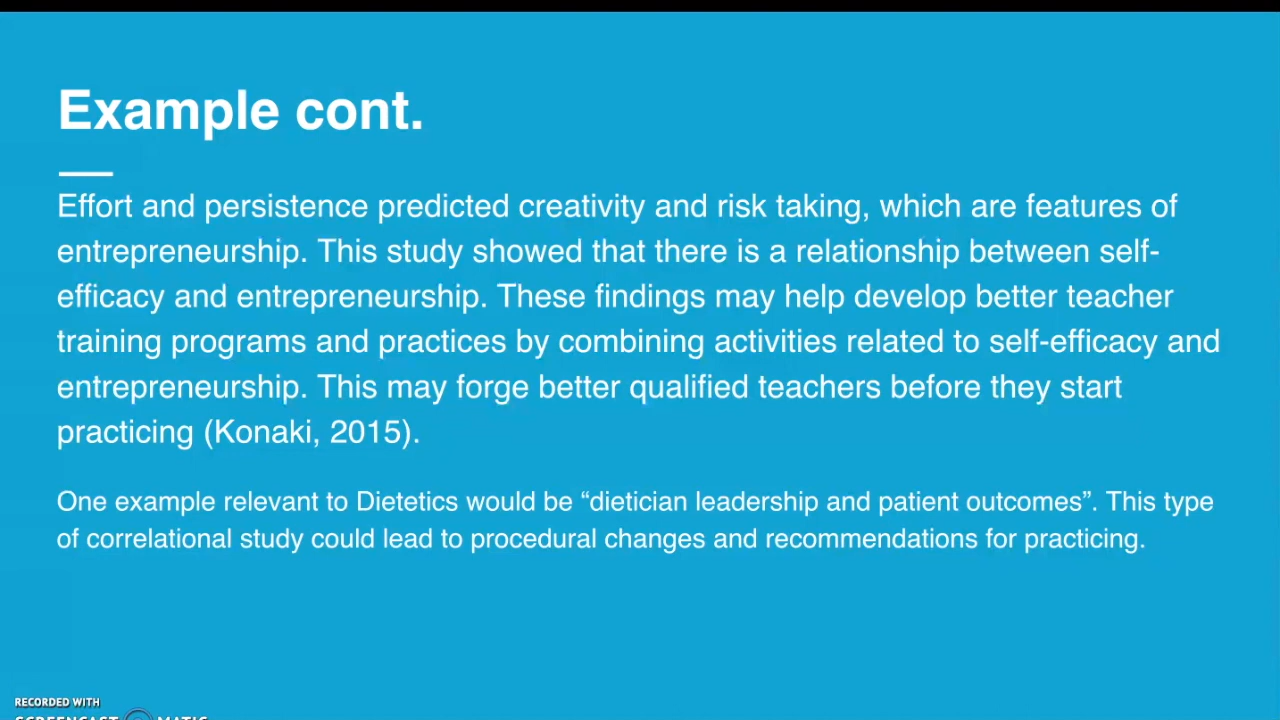 Example cont.
Effort and persistence predicted creativity and risk taking, which are features of
entrepreneurship. This study showed that there is a relationship between self-
efficacy and entrepreneurship. These findings may help develop better teacher
training programs and practices by combining activities related to self-efficacy and
entrepreneurship. This may forge better qualified teachers before they start
practicing (Konaki, 2015).
One example relevant to Dietetics would be “dietician leadership and patient outcomes”. This type
of correlational study could lead to procedural changes and recommendations for practicing.
RECORDED WITH
SCREENCAST MATIC